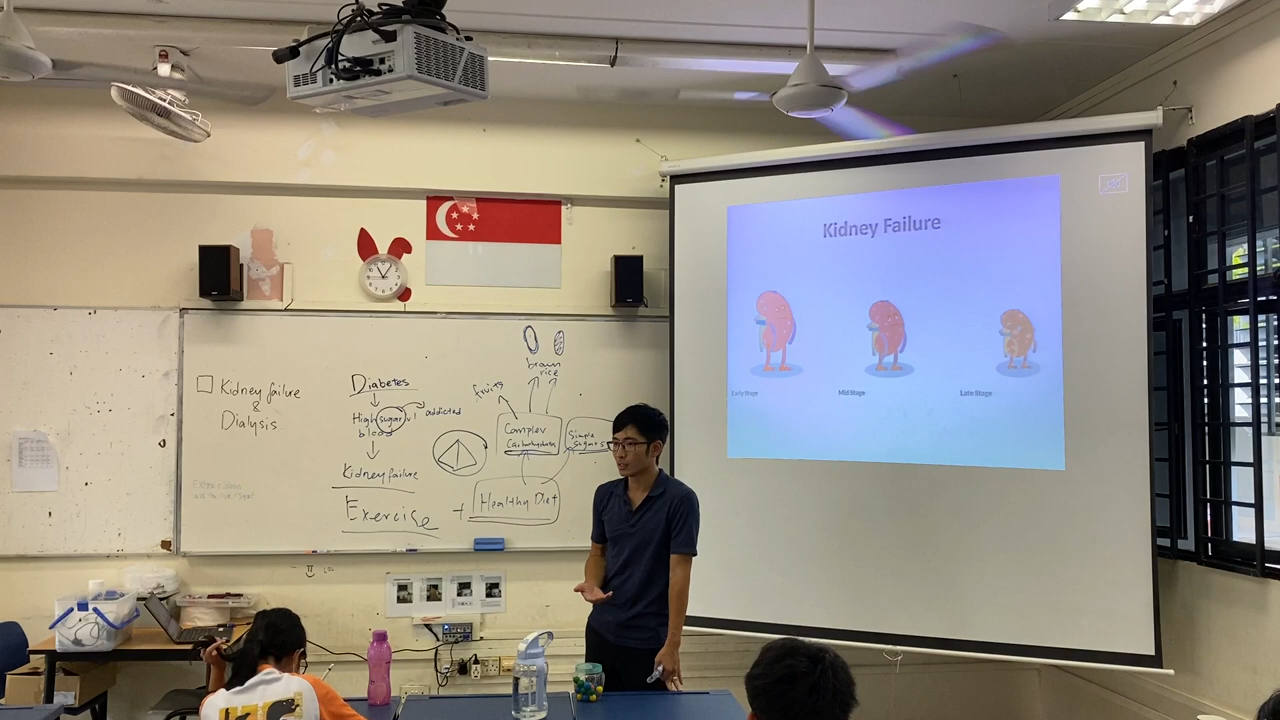 Kidney Failure
Early Stage
Mid Stage
Late Stage
Kidney failure
&
Dialysis
Diabetes
High sugar
blood
addicted
Kidney failure
Exercise
+ Healthy Diet
fruits
brown
rice
Complex
Carbohydrates
Simple
sugars